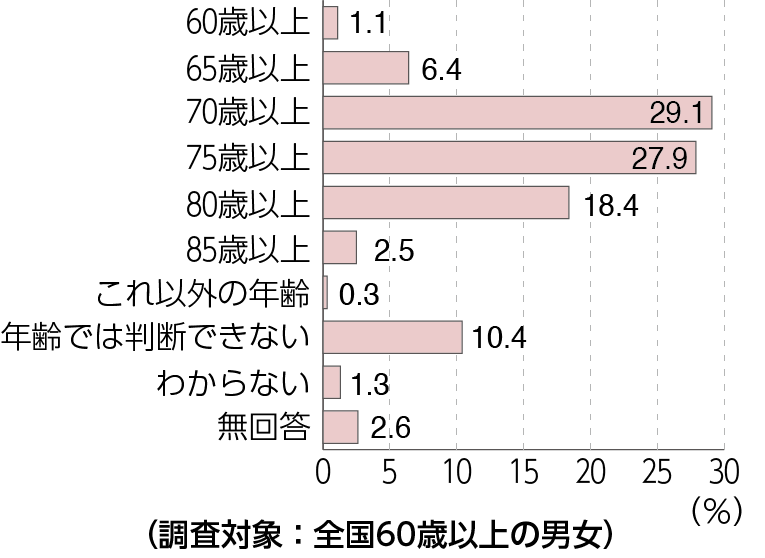 60歳以上 1.1
65歳以上 6.4
70歳以上 29.1
75歳以上 27.9
80歳以上 18.4
85歳以上 2.5
これ以外の年齢 0.3
年齢では判断できない 10.4
わからない 1.3
無回答 2.6
0 5 10 15 20 25 30
(%)
(調査対象：全国60歳以上の男女)